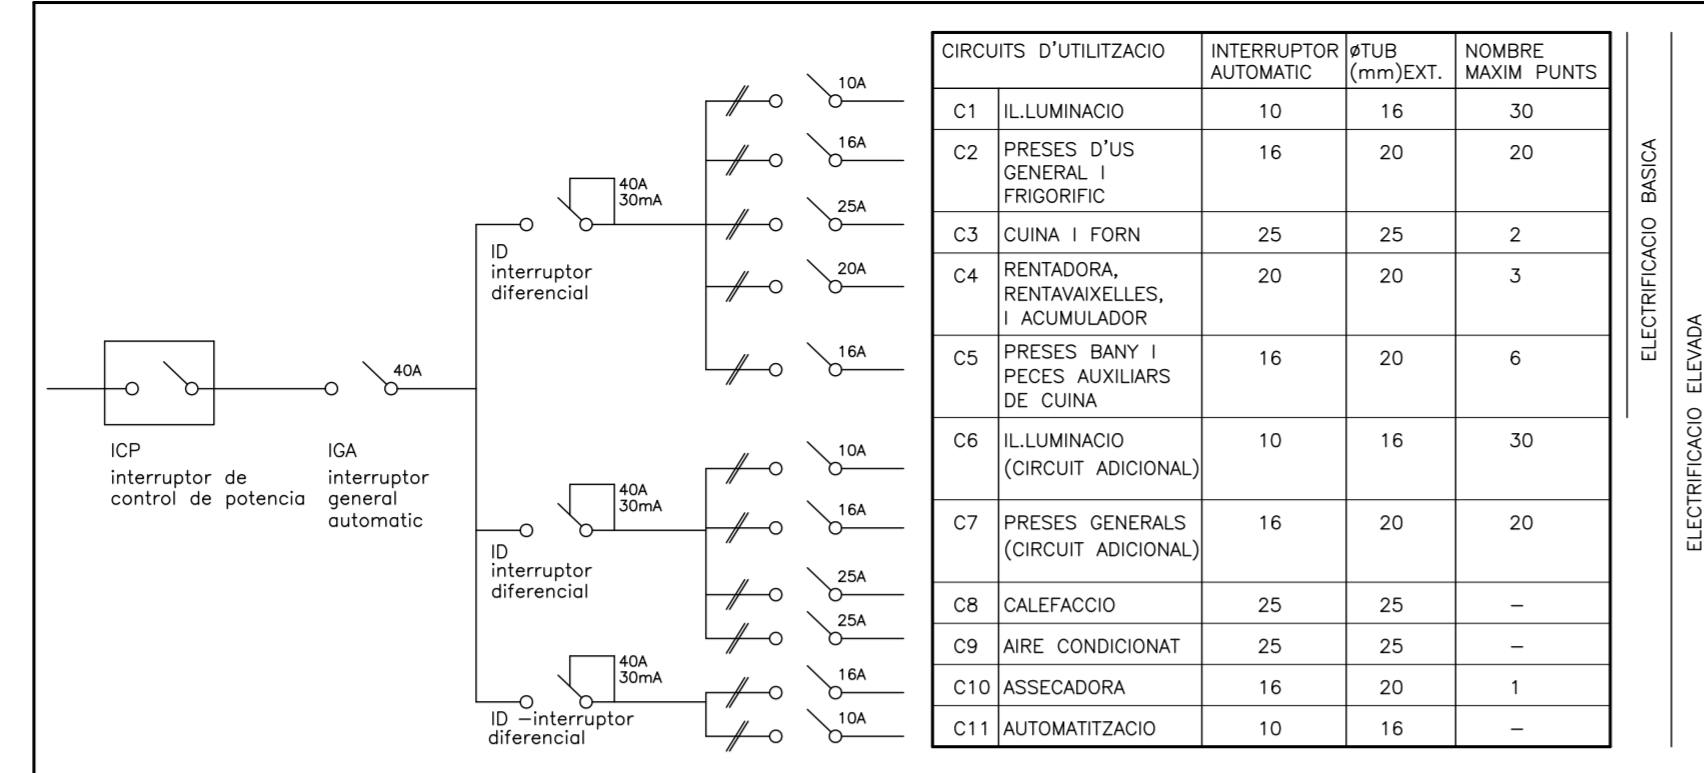 10A
16A
40A
30mA
25A
ID
interruptor
diferencial
20A
16A
40A
ICP
interruptor de
control de potencia
IGA
interruptor
general
automatic
10A
40A
30mA
16A
ID
interruptor
diferencial
25A
25A
40A
30mA
16A
ID -interruptor
diferencial
10A
CIRCUITS D'UTILITZACIO INTERRUPTOR AUTOMATIC øTUB (mm)EXT. NOMBRE MAXIM PUNTS
C1 IL.LUMINACIO 10 16 30
C2 PRESES D'US 16 20 20
GENERAL I
FRIGORIFIC
C3 CUINA I FORN 25 25 2
C4 RENTADORA, 20 20 3
RENTAVAIXELLES,
I ACUMULADOR
C5 PRESES BANY I 16 20 6
PECES AUXILIARS
DE CUINA
C6 IL.LUMINACIO 10 16 30
(CIRCUIT ADICIONAL)
C7 PRESES GENERALS 16 20 20
(CIRCUIT ADICIONAL)
C8 CALEFACCIO 25 25 –
C9 AIRE CONDICIONAT 25 25 –
C10 ASSECADORA 16 20 1
C11 AUTOMATITZACIO 10 16 –
ELECTRIFICACIO BASICA
ELECTRIFICACIO ELEVADA